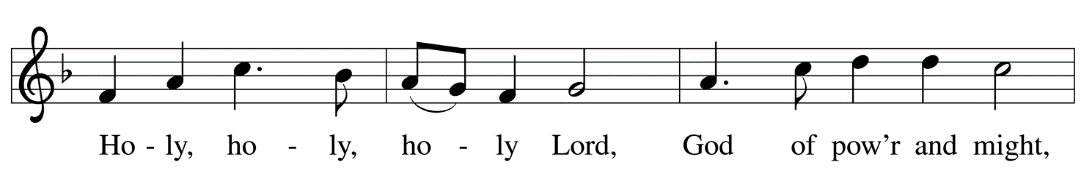 Ho - ly, ho - ly, ho - ly Lord, God of pow’r and might,